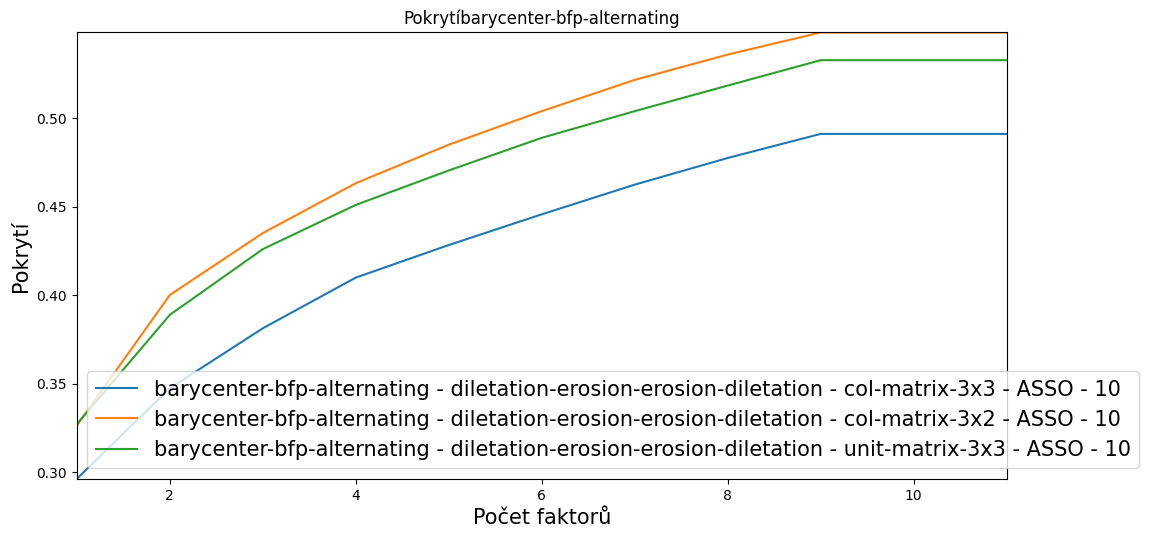 Pokrytíbarycenter-bfp-alternating
Pokrytí
0.50
0.45
0.40
0.35
0.30
barycenter-bfp-alternating - diletation-erosion-erosion-diletation - col-matrix-3x3 - ASSO - 10
barycenter-bfp-alternating - diletation-erosion-erosion-diletation - col-matrix-3x2 - ASSO - 10
barycenter-bfp-alternating - diletation-erosion-erosion-diletation - unit-matrix-3x3 - ASSO - 10
2 4 6 8 10
Počet faktorů